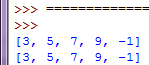 >>> ================
>>>
[3, 5, 7, 9, -1]
[3, 5, 7, 9, -1]